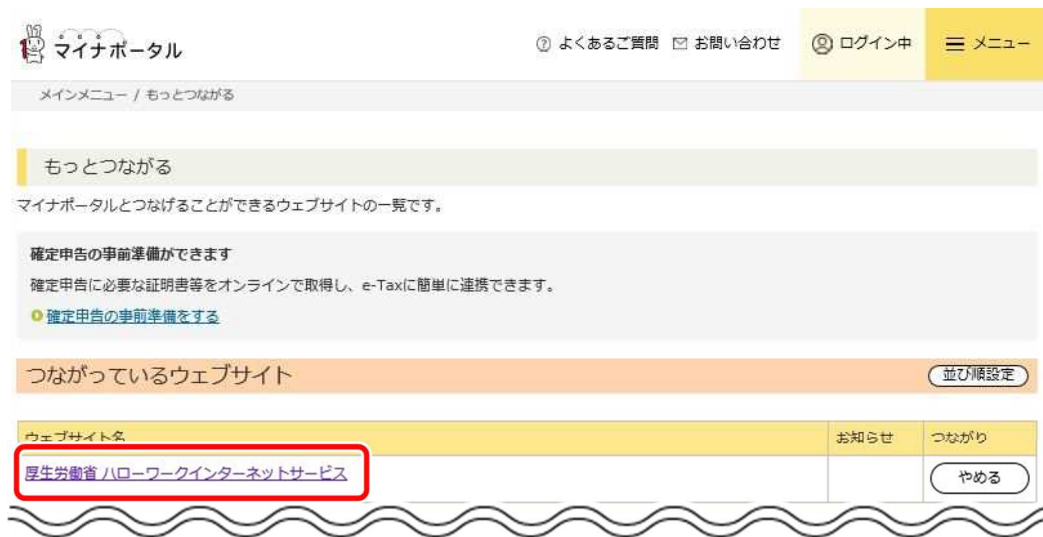 マイナポータル
よくあるご質問 お問い合わせ ログイン中 メニュー
メインメニュー / もっとつながる
もっとつながる
マイナポータルとつなげることができるウェブサイトの一覧です。
確定申告の事前準備ができます
確定申告に必要な証明書等をオンラインで取得し、e-Taxに簡単に連携できます。
確定申告の事前準備をする
つながっているウェブサイト 並び順設定
ウェブサイト名 お知らせ つながり
厚生労働省 ハローワークインターネットサービス やめる